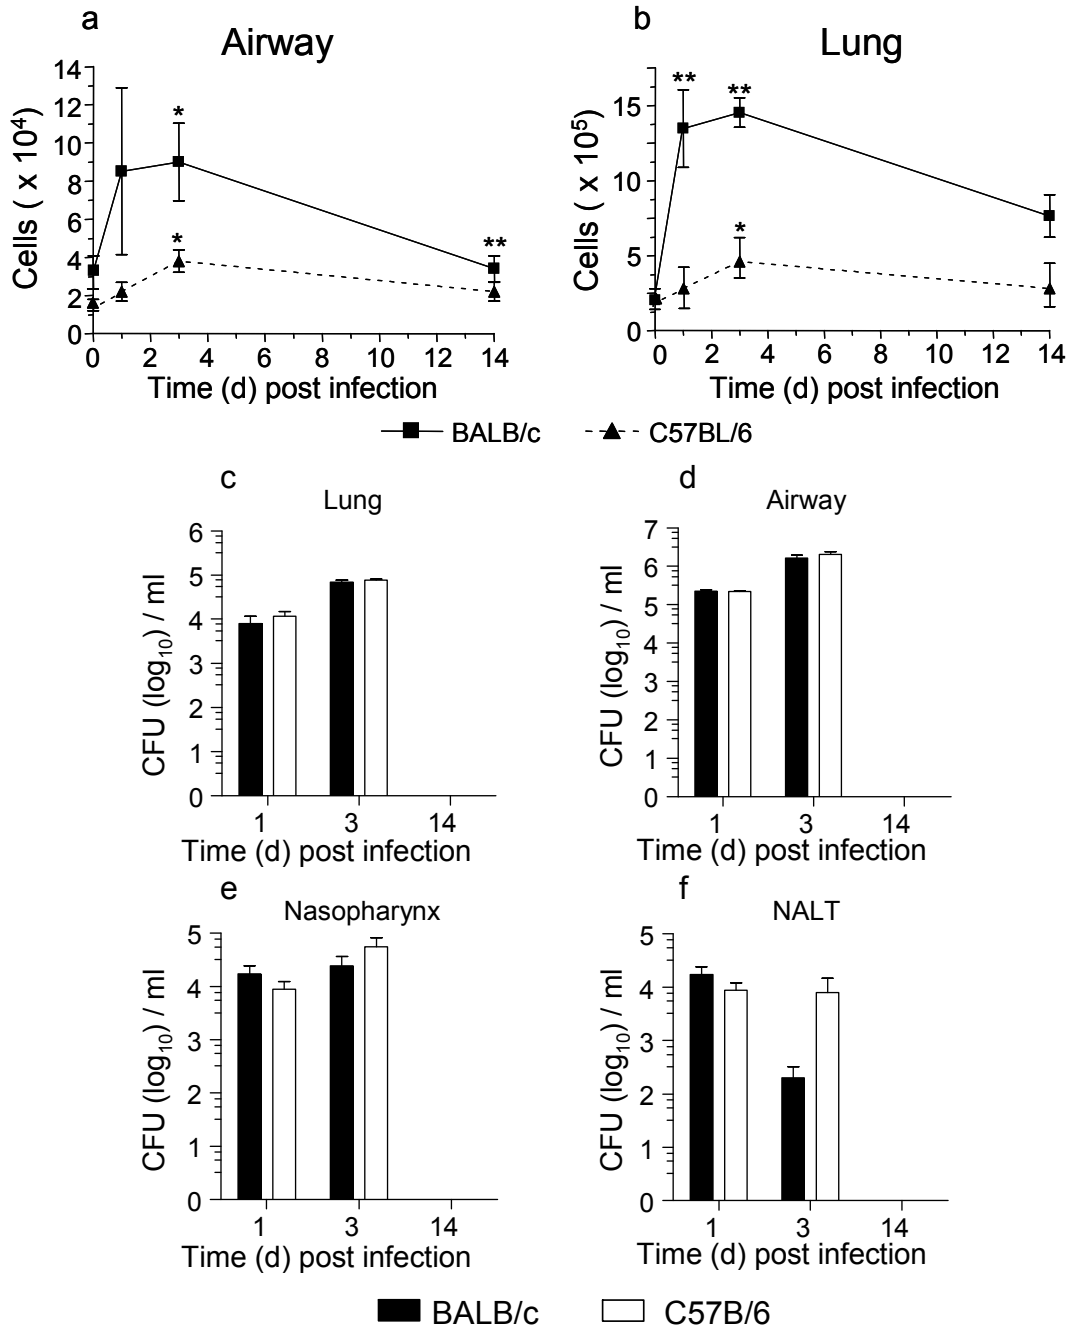 a
Airway
Cells ( x 10⁴)
14
12
10
8
6
4
2
0
*
*
**
0 2 4 6 8 10 12 14
Time (d) post infection
b
Lung
Cells ( x 10⁵)
15
10
5
0
**
**
*
0 2 4 6 8 10 12 14
Time (d) post infection
BALB/c C57BL/6
c
Lung
CFU (log₁₀) / ml
6
5
4
3
2
1
0
1 3 14
Time (d) post infection
d
Airway
CFU (log₁₀) / ml
7
6
5
4
3
2
1
0
1 3 14
Time (d) post infection
e
Nasopharynx
CFU (log₁₀) / ml
5
4
3
2
1
0
1 3 14
Time (d) post infection
f
NALT
CFU (log₁₀) / ml
5
4
3
2
1
0
1 3 14
Time (d) post infection
BALB/c C57B/6